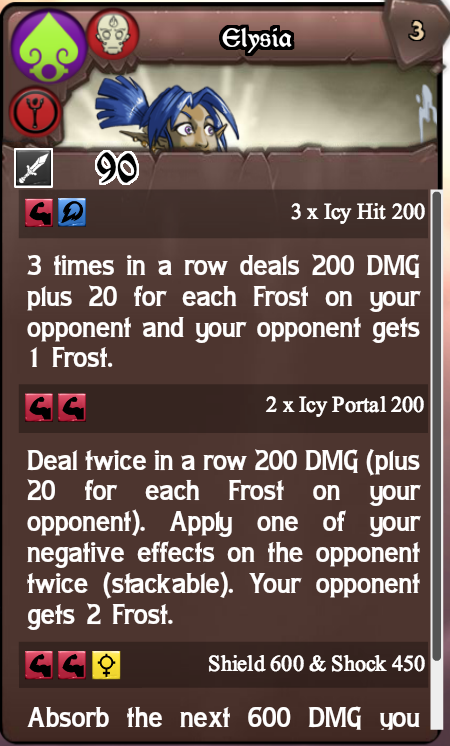 Elysia
3
90
3 x Icy Hit 200
3 times in a row deals 200 DMG
plus 20 for each Frost on your
opponent and your opponent gets
1 Frost.
2 x Icy Portal 200
Deal twice in a row 200 DMG (plus
20 for each Frost on your
opponent). Apply one of your
negative effects on the opponent
twice (stackable). Your opponent
gets 2 Frost.
Shield 600 & Shock 450
Absorb the next 600 DMG you